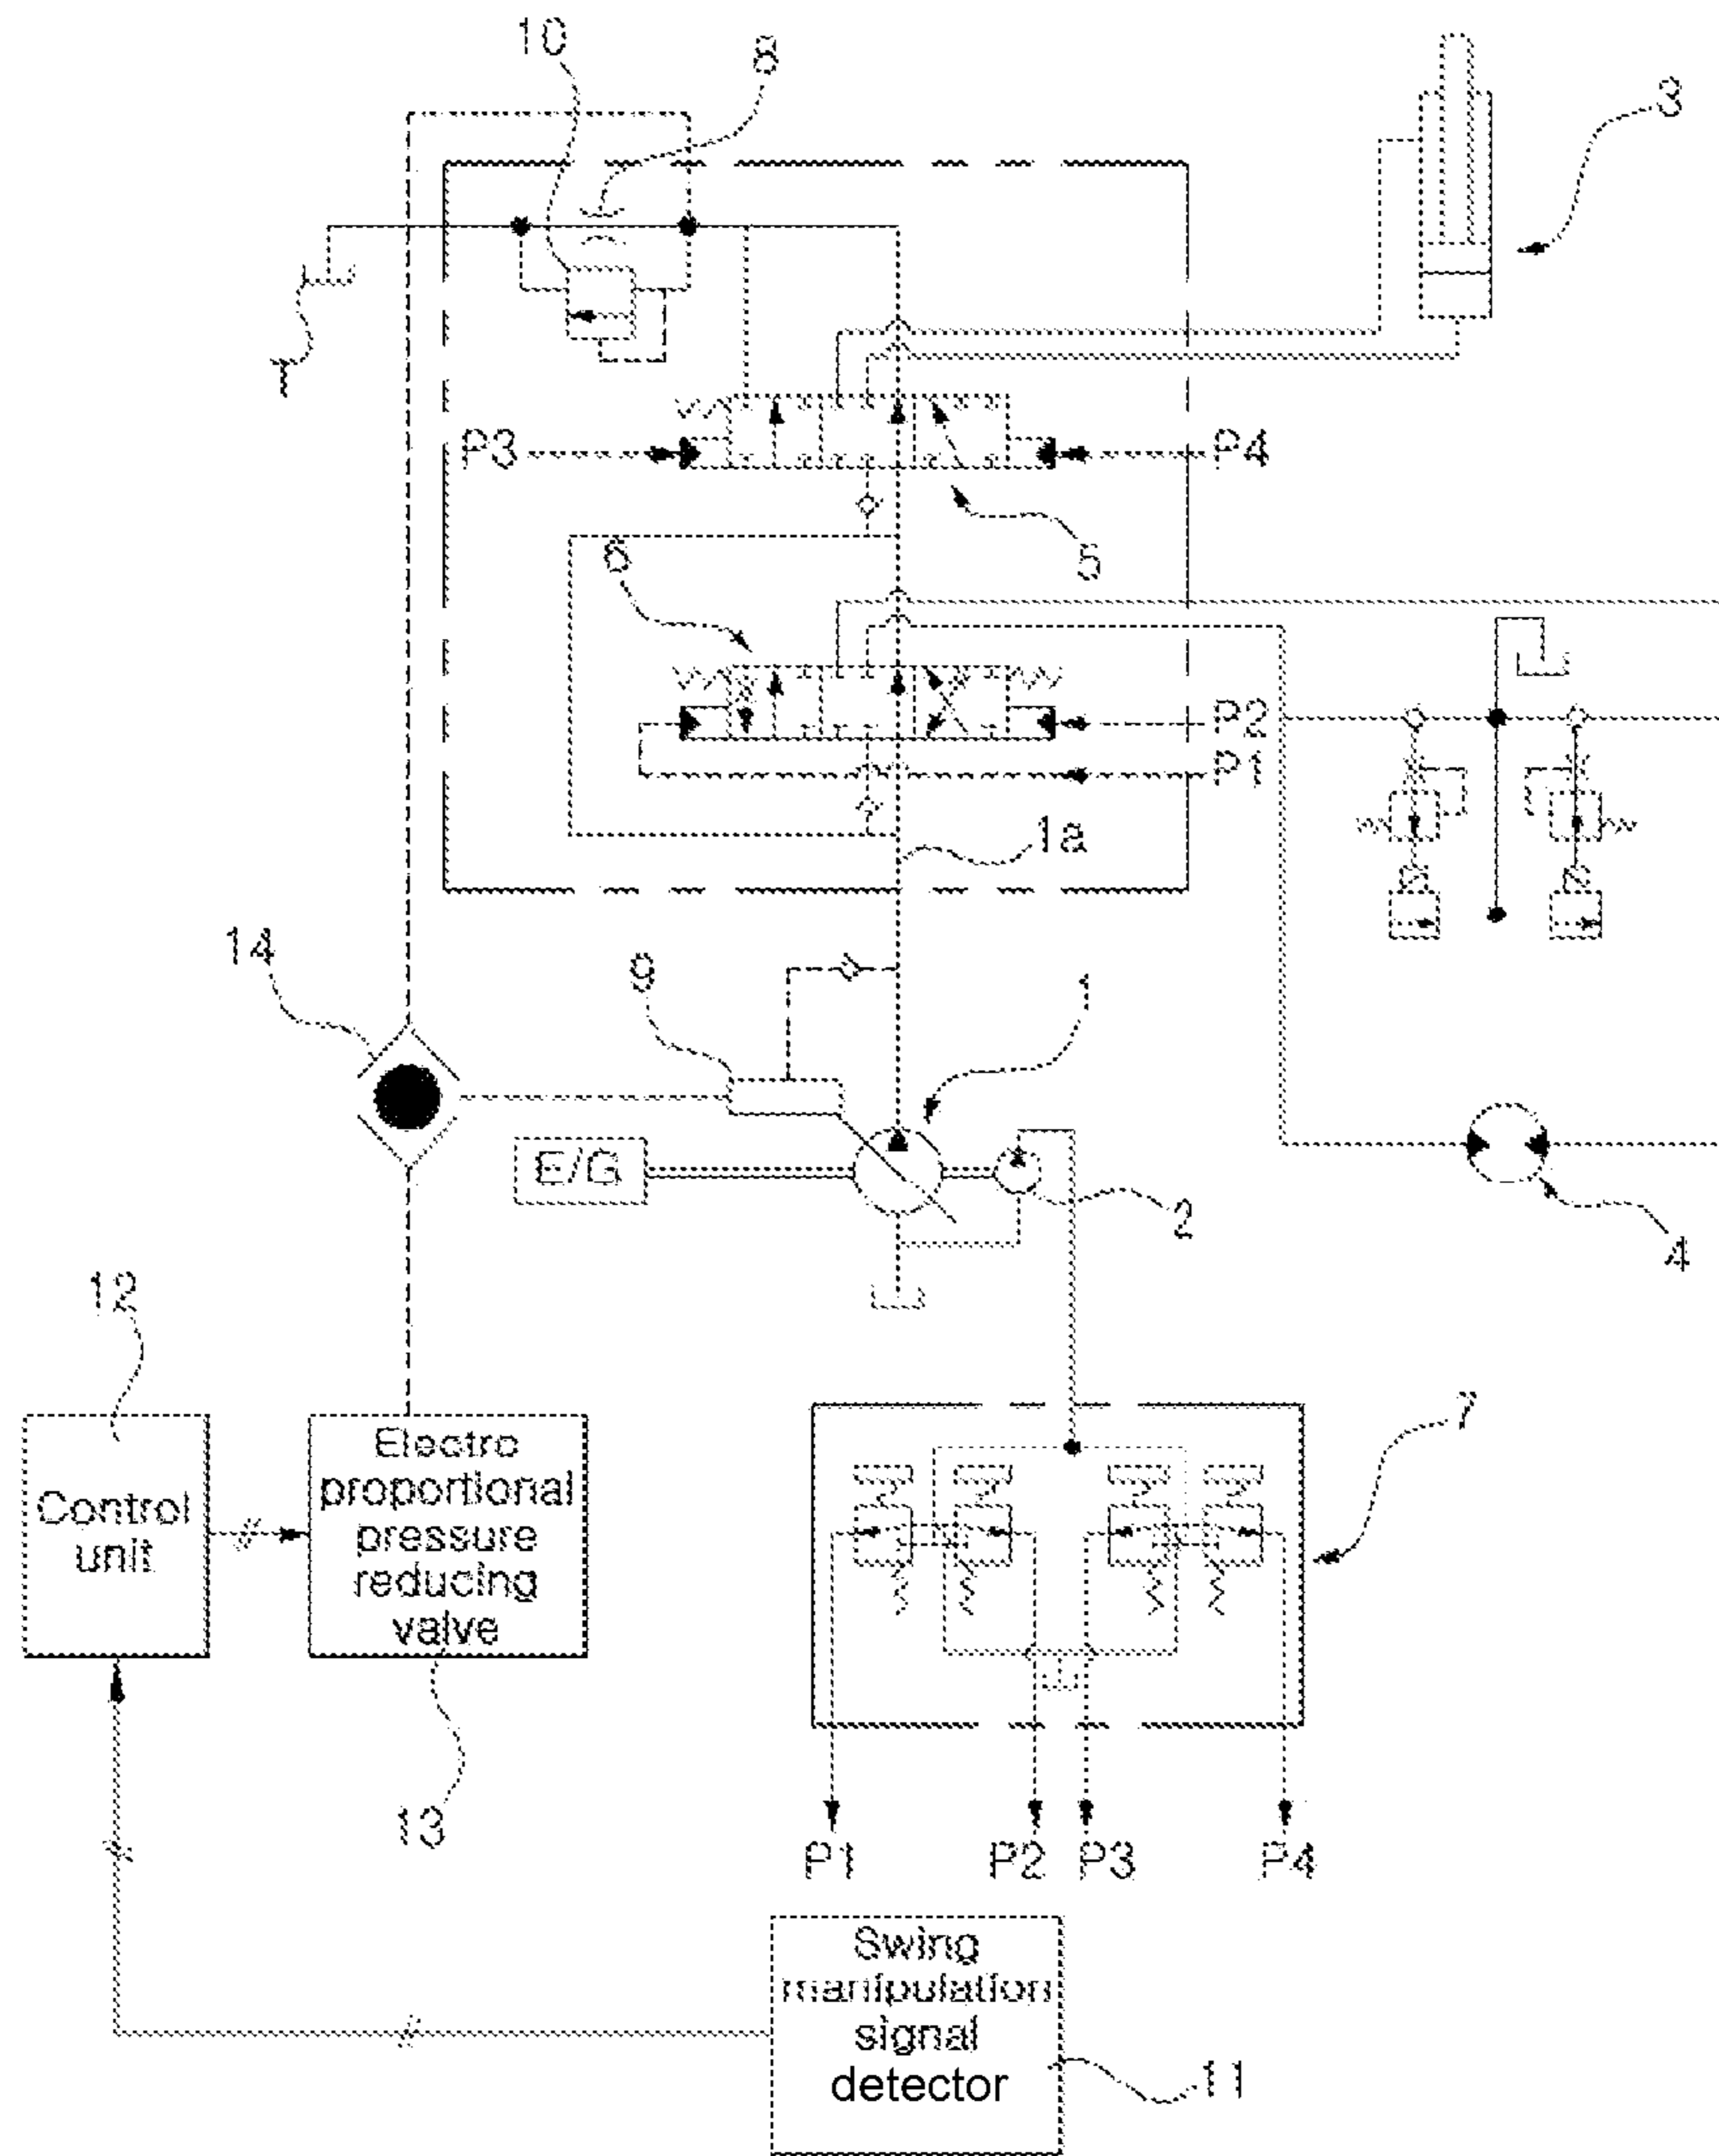 10
8
3
T
P3
P4
5
6
P2
P1
1a
14
9
1
E/G
2
4
12
7
Control
unit
Electro
proportional
pressure
reducing
valve
13
P1
P2
P3
P4
Swing
manipulation
signal
detector
11